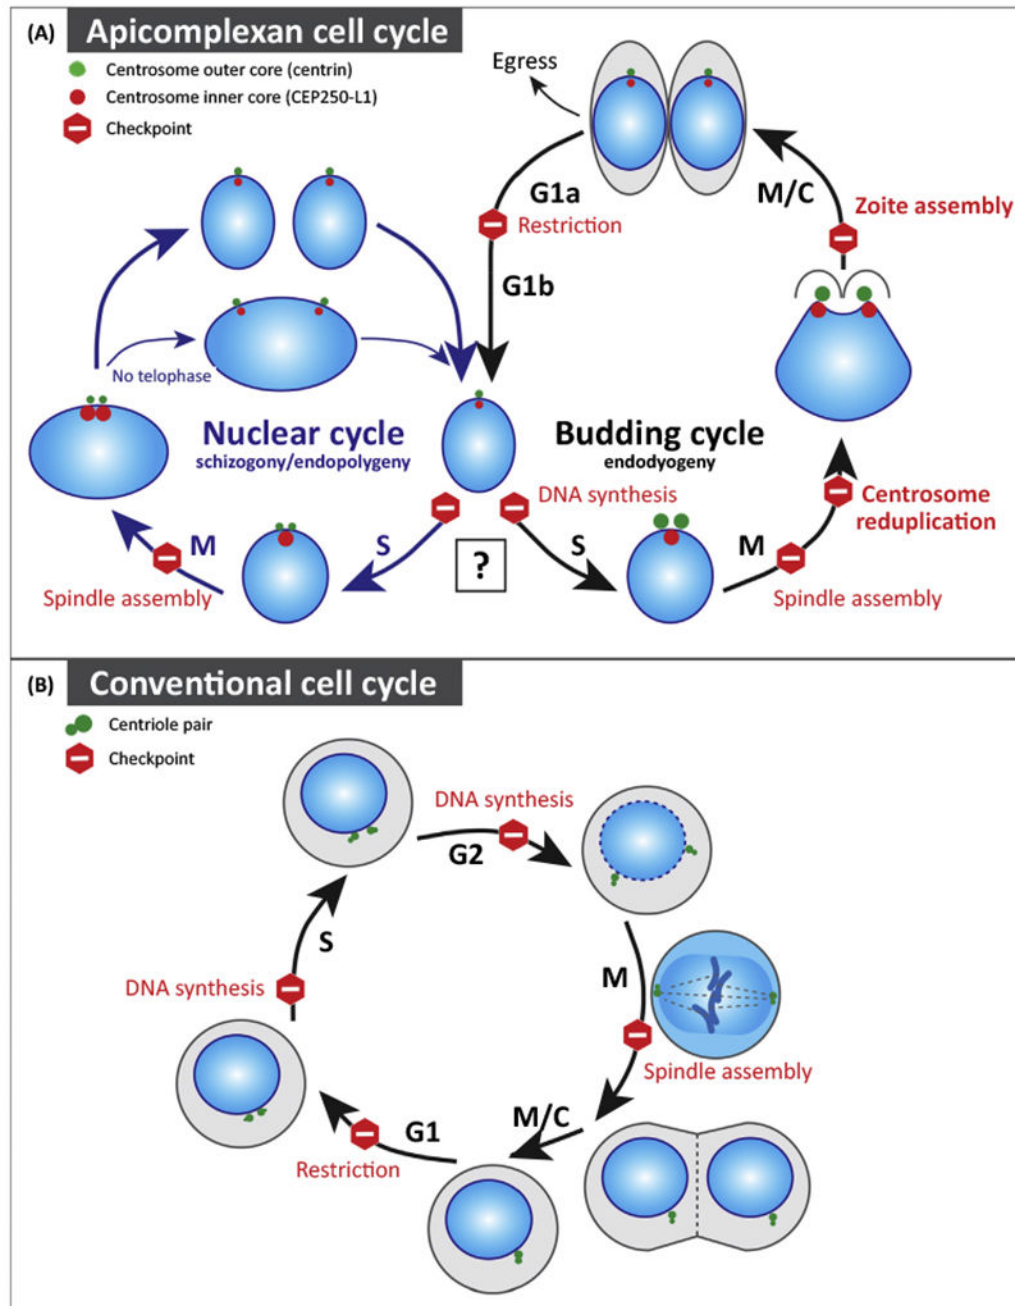 (A) Apicomplexan cell cycle
Centrosome outer core (centrin)
Centrosome inner core (CEP250-L1)
Checkpoint
Egress
G1a
Restriction
G1b
M/C
Zoite assembly
No telophase
Nuclear cycle
schizogony/endopolygeny
Budding cycle
endodyogeny
DNA synthesis
Centrosome
reduplication
M
S
?
S
M
Spindle assembly
Spindle assembly
(B) Conventional cell cycle
Centriole pair
Checkpoint
DNA synthesis
G2
S
M
DNA synthesis
Spindle assembly
M/C
G1
Restriction